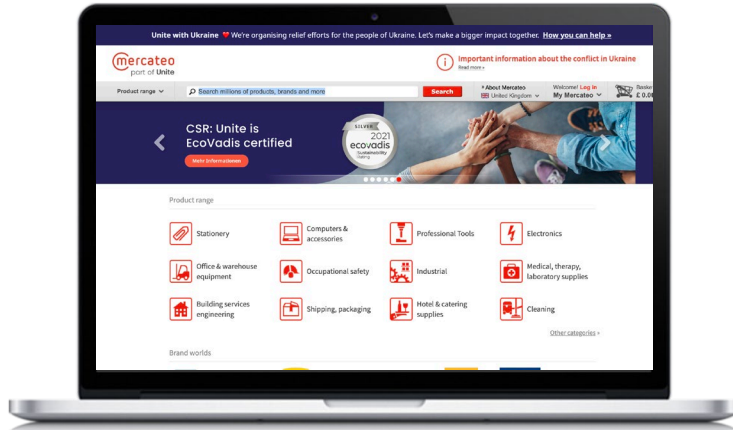 Unite with Ukraine ❤ We're organising relief efforts for the people of Ukraine. Let's make a bigger impact together. How you can help »
mercateo
part of Unite
i
Important information about the conflict in Ukraine
Read more »
Product range
Search millions of products, brands and more
Search
About Mercateo
United Kingdom
Welcome! Log in
My Mercateo
Baske
£ 0.0
CSR: Unite is
EcoVadis certified
Mehr Informationen
SILVER
2021
ecovadis
Sustainability
Rating
Product range
Stationery
Computers &
accessories
Professional Tools
Electronics
Office & warehouse
equipment
Occupational safety
Industrial
Medical, therapy,
laboratory supplies
Building services
engineering
Shipping, packaging
Hotel & catering
supplies
Cleaning
Other categories »
Brand worlds